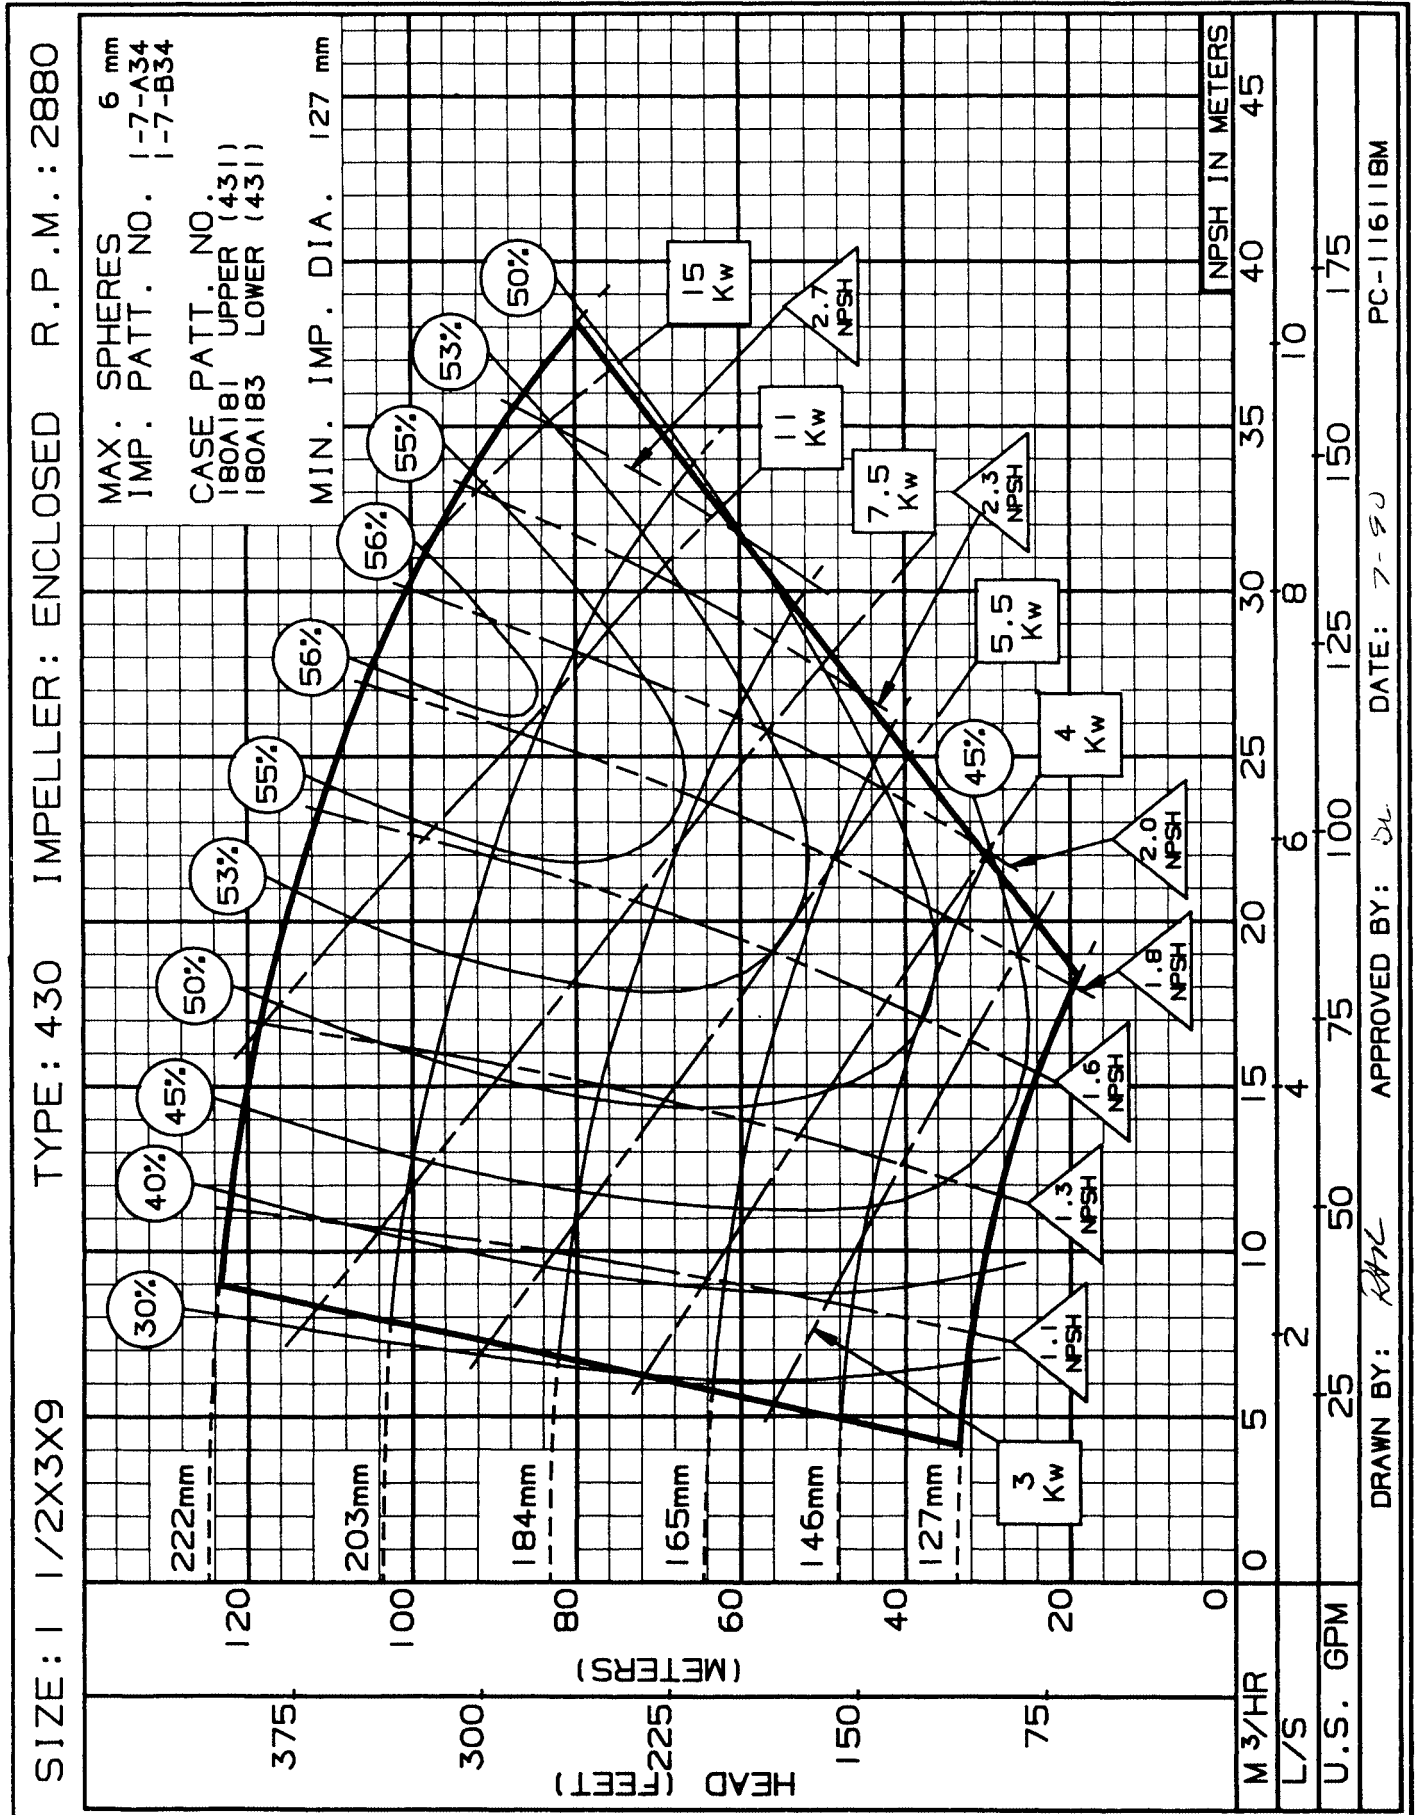 SIZE: 1 1/2X3X9 TYPE: 430 IMPELLER: ENCLOSED R.P.M.: 2880
MAX. SPHERES 6 mm
IMP. PATT. NO. 1-7-A34
1-7-B34
CASE PATT. NO.
180A181 UPPER (431)
180A183 LOWER (431)
MIN. IMP. DIA. 127 mm
30%
40%
45%
50%
53%
55%
56%
56%
55%
53%
50%
45%
222mm
203mm
184mm
165mm
146mm
127mm
15 Kw
11 Kw
7.5 Kw
5.5 Kw
4 Kw
3 Kw
2.7 NPSH
2.3 NPSH
2.0 NPSH
1.8 NPSH
1.6 NPSH
1.3 NPSH
1.1 NPSH
NPSH IN METERS
HEAD (FEET)
375
300
225
150
75
(METERS)
120
100
80
60
40
20
0
M³/HR 0 5 10 15 20 25 30 35 40 45
L/S 2 4 6 8 10
U.S. GPM 25 50 75 100 125 150 175
DRAWN BY: APPROVED BY: DATE: 7-90 PC-116118M